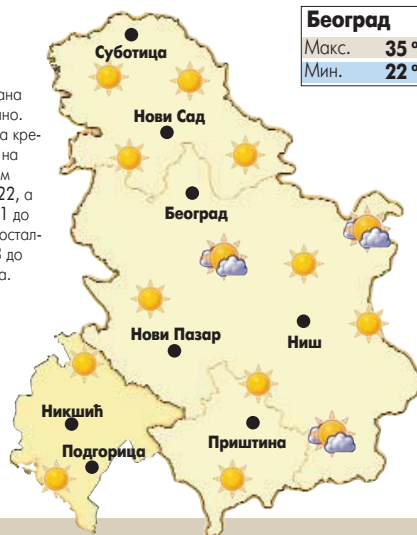 Београд
Макс. 35 º
Мин. 22 º
ана
но.
а кре-
на
м
22, а
1 до
остал-
3 до
а.
Суботица
Нови Сад
Београд
Нови Пазар
Ниш
Никшић
Приштина
Подгорица